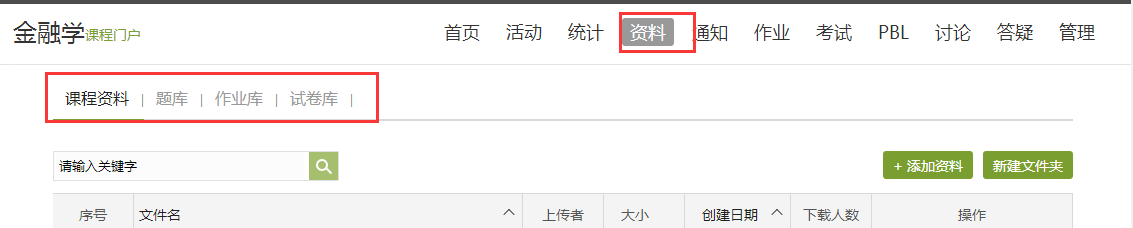 金融学课程门户 首页 活动 统计 资料 通知 作业 考试 PBL 讨论 答疑 管理
课程资料 | 题库 | 作业库 | 试卷库 |
请输入关键字 + 添加资料 新建文件夹
序号 文件名 上传者 大小 创建日期 下载人数 操作